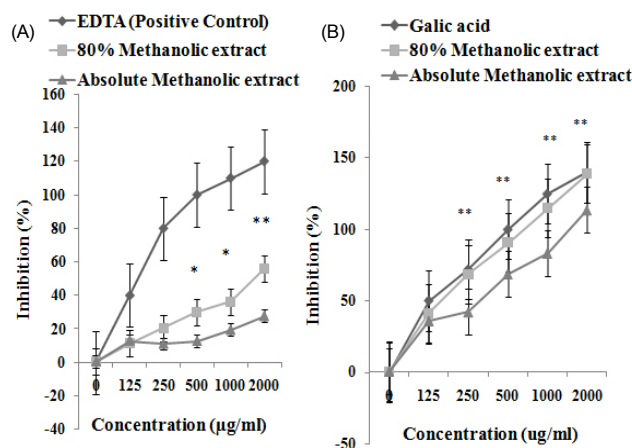 (A)
EDTA (Positive Control)
80% Methanolic extract
Absolute Methanolic extract
160
140
120
100
80
60
40
20
0
-20
-40
Inhibition (%)
*
*
**
0 125 250 500 1000 2000
Concentration (µg/ml)
(B)
Galic acid
80% Methanolic extract
Absolute Methanolic extract
200
150
100
50
0
-50
Inhibition (%)
**
**
**
**
0 125 250 500 1000 2000
Concentration (ug/ml)